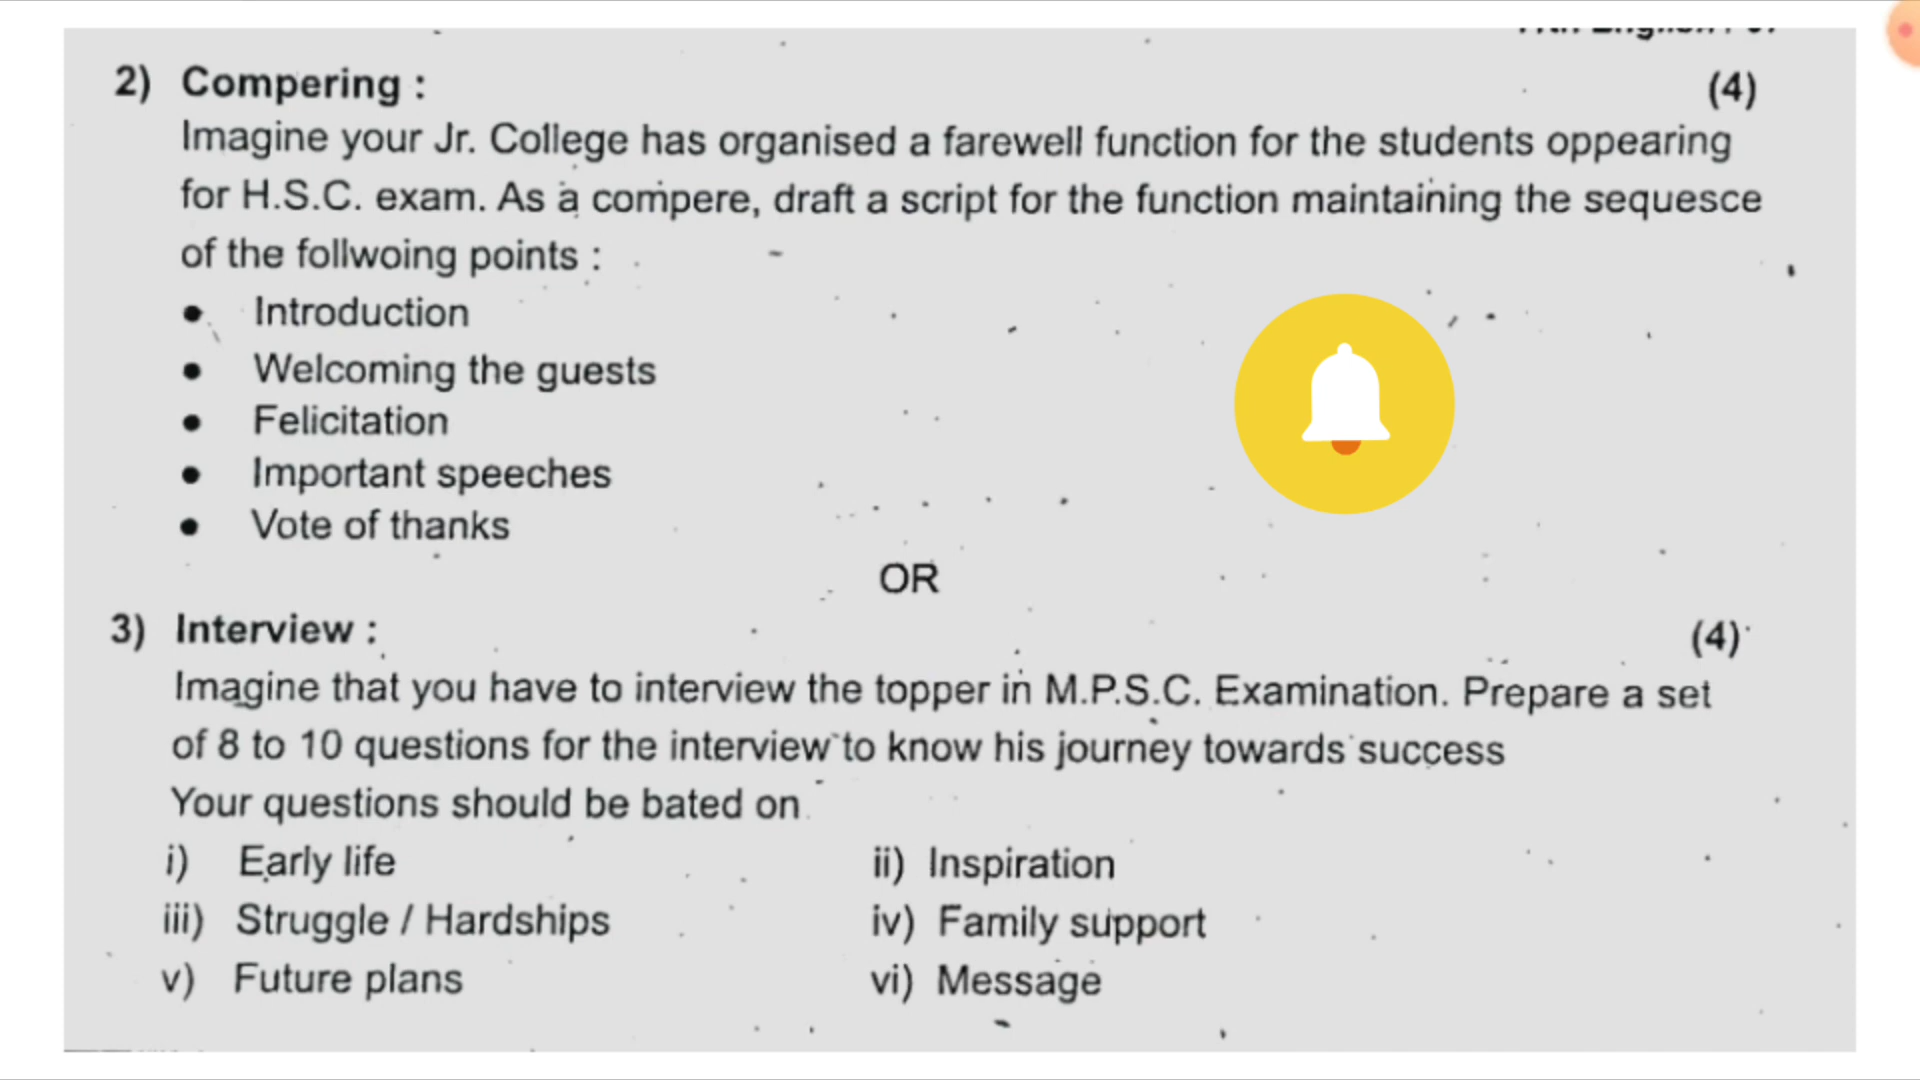 2) Compering : (4)
Imagine your Jr. College has organised a farewell function for the students oppearing
for H.S.C. exam. As a compere, draft a script for the function maintaining the sequesce
of the follwoing points :
• Introduction
• Welcoming the guests
• Felicitation
• Important speeches
• Vote of thanks
OR
3) Interview : (4)
Imagine that you have to interview the topper in M.P.S.C. Examination. Prepare a set
of 8 to 10 questions for the interview to know his journey towards success
Your questions should be bated on
i) Early life ii) Inspiration
iii) Struggle / Hardships iv) Family support
v) Future plans vi) Message